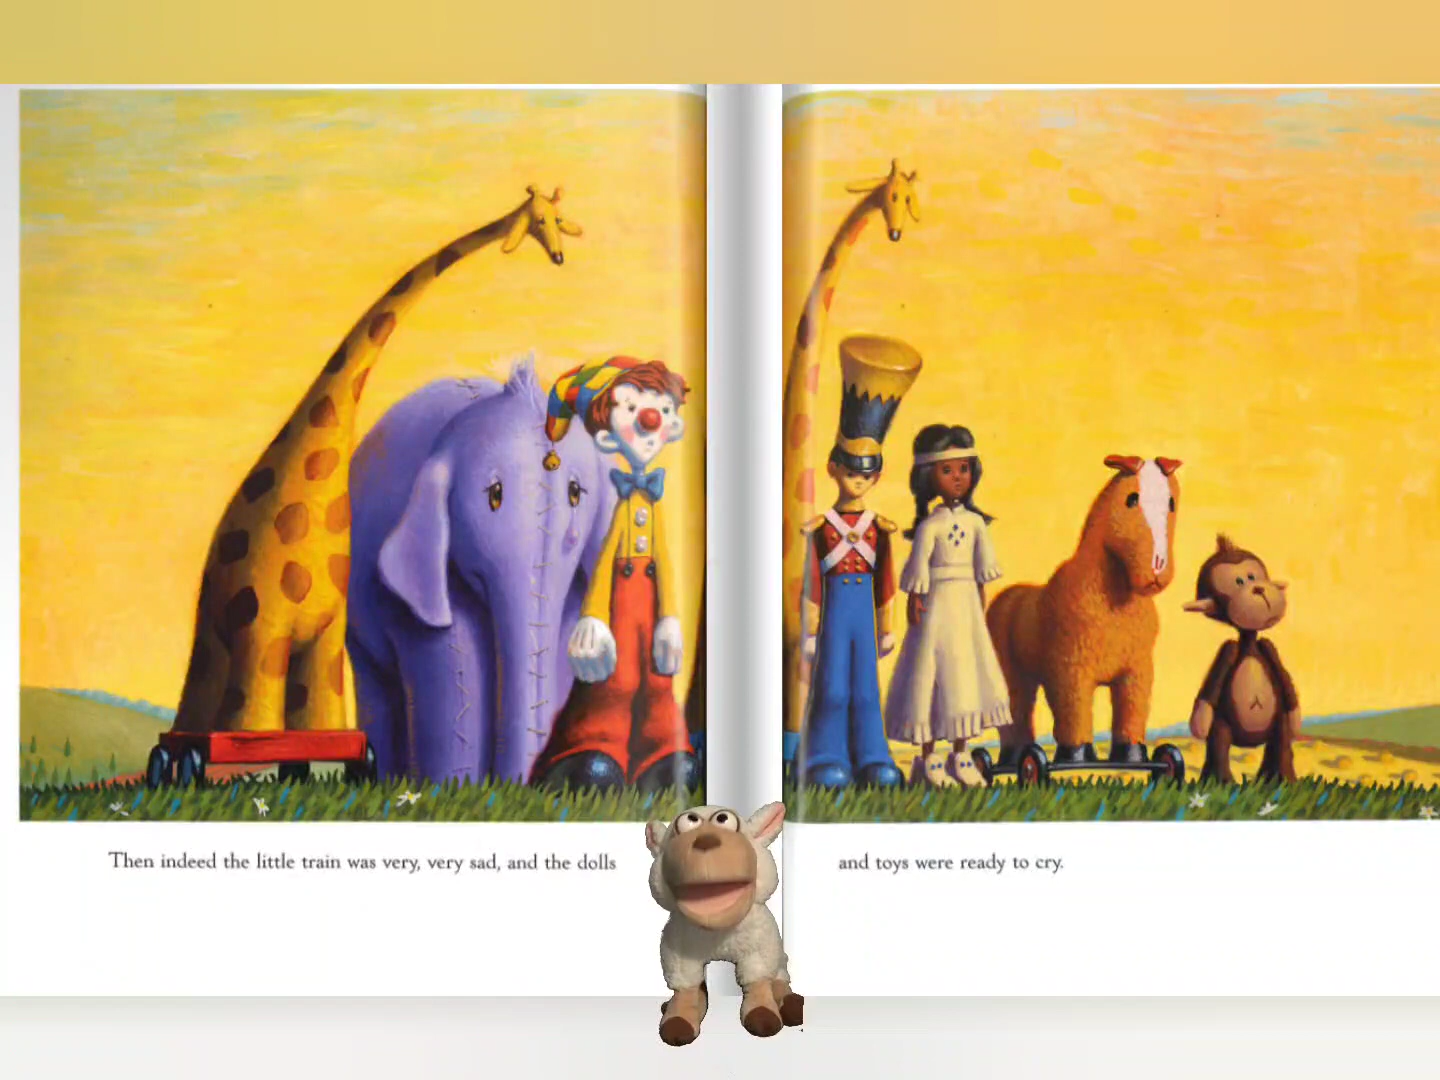 Then indeed the little train was very, very sad, and the dolls
and toys were ready to cry.